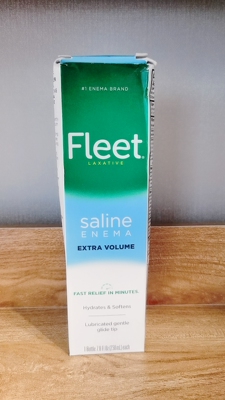 #1 ENEMA BRAND
Fleet®
LAXATIVE
saline
ENEMA
EXTRA VOLUME
FAST RELIEF IN MINUTES
Hydrates & Softens
Lubricated gentle
glide tip